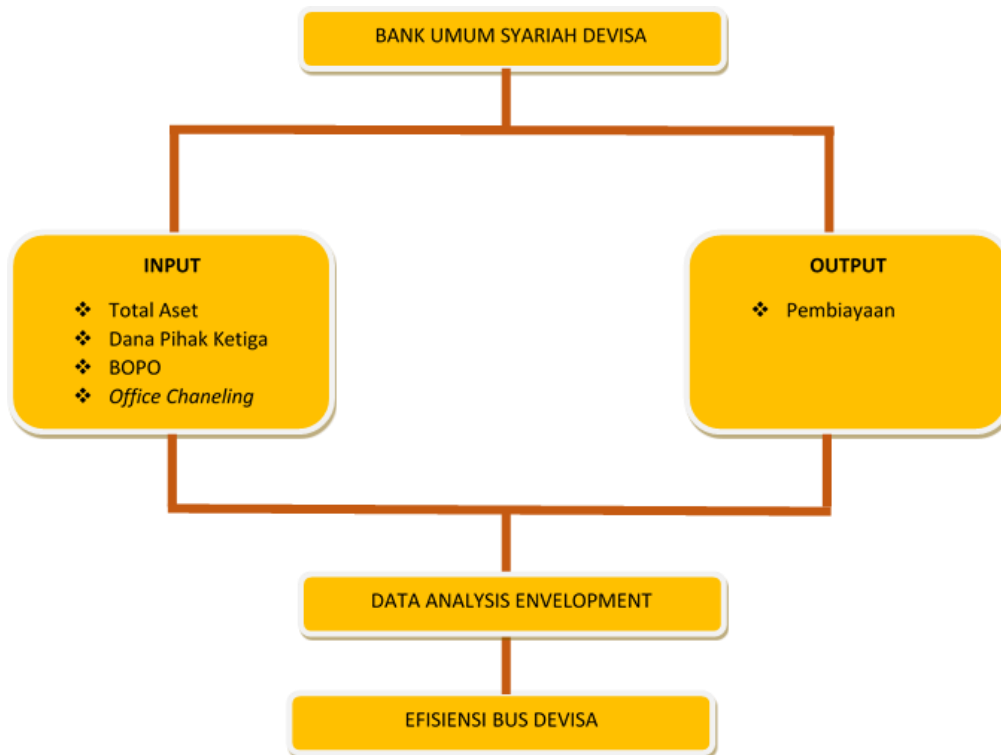 BANK UMUM SYARIAH DEVISA
INPUT
❖ Total Aset
❖ Dana Pihak Ketiga
❖ BOPO
❖ Office Chaneling
OUTPUT
❖ Pembiayaan
DATA ANALYSIS ENVELOPMENT
EFISIENSI BUS DEVISA